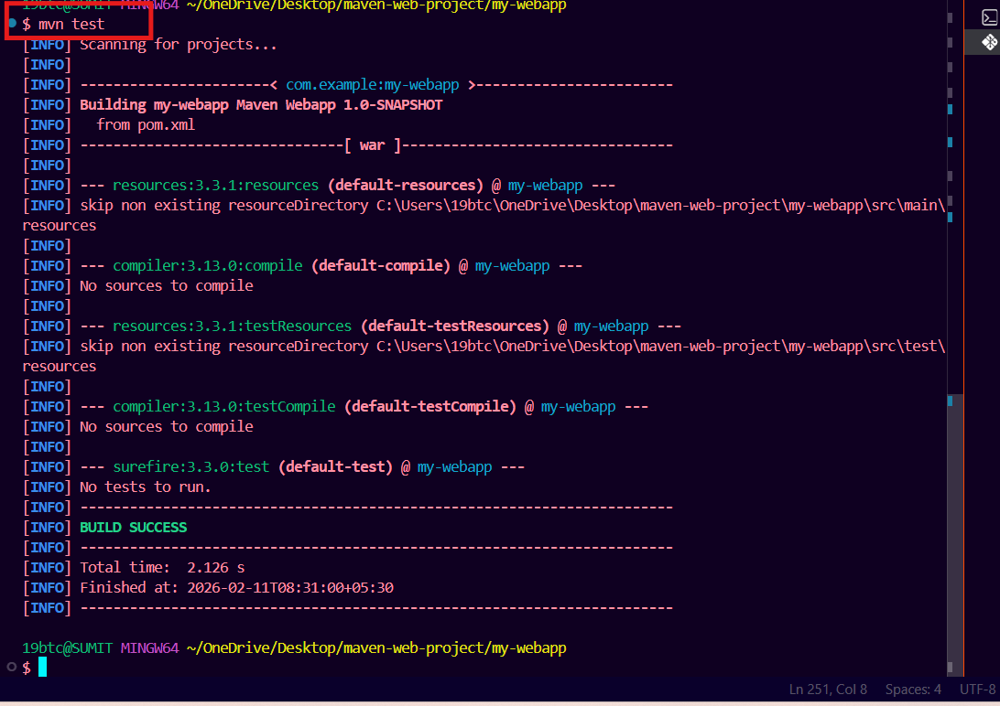 19btc@SUMIT MINGW64 ~/OneDrive/Desktop/maven-web-project/my-webapp
$ mvn test
[INFO] Scanning for projects...
[INFO]
[INFO] -----------------------< com.example:my-webapp >------------------------
[INFO] Building my-webapp Maven Webapp 1.0-SNAPSHOT
[INFO]   from pom.xml
[INFO] --------------------------------[ war ]---------------------------------
[INFO]
[INFO] --- resources:3.3.1:resources (default-resources) @ my-webapp ---
[INFO] skip non existing resourceDirectory C:\Users\19btc\OneDrive\Desktop\maven-web-project\my-webapp\src\main\
resources
[INFO]
[INFO] --- compiler:3.13.0:compile (default-compile) @ my-webapp ---
[INFO] No sources to compile
[INFO]
[INFO] --- resources:3.3.1:testResources (default-testResources) @ my-webapp ---
[INFO] skip non existing resourceDirectory C:\Users\19btc\OneDrive\Desktop\maven-web-project\my-webapp\src\test\
resources
[INFO]
[INFO] --- compiler:3.13.0:testCompile (default-testCompile) @ my-webapp ---
[INFO] No sources to compile
[INFO]
[INFO] --- surefire:3.3.0:test (default-test) @ my-webapp ---
[INFO] No tests to run.
[INFO] ------------------------------------------------------------------------
[INFO] BUILD SUCCESS
[INFO] ------------------------------------------------------------------------
[INFO] Total time:  2.126 s
[INFO] Finished at: 2026-02-11T08:31:00+05:30
[INFO] ------------------------------------------------------------------------
19btc@SUMIT MINGW64 ~/OneDrive/Desktop/maven-web-project/my-webapp
$
Ln 251, Col 8 Spaces: 4 UTF-8